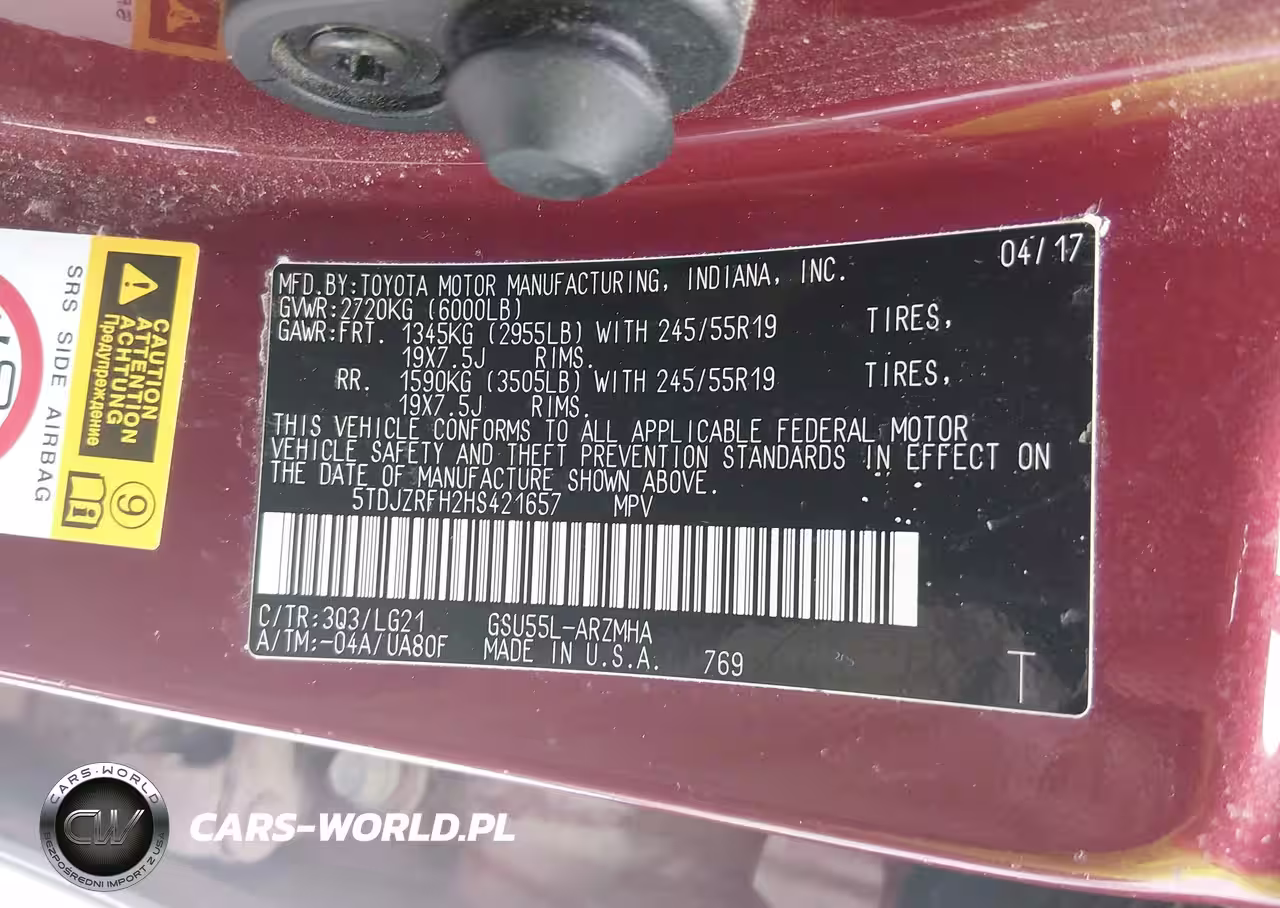 04/17
MFD.BY:TOYOTA MOTOR MANUFACTURING, INDIANA, INC.
GVWR:2720KG (6000LB)
GAWR:FRT. 1345KG (2955LB) WITH 245/55R19 TIRES,
19X7.5J RIMS.
RR. 1590KG (3505LB) WITH 245/55R19 TIRES,
19X7.5J RIMS.
THIS VEHICLE CONFORMS TO ALL APPLICABLE FEDERAL MOTOR
VEHICLE SAFETY AND THEFT PREVENTION STANDARDS IN EFFECT ON
THE DATE OF MANUFACTURE SHOWN ABOVE.
5TDJZRFH2HS421657 MPV
C/TR:3Q3/LG21 GSU55L-ARZMHA
A/TM:-04A/UA80F MADE IN U.S.A. 769
T
SRS SIDE AIRBAG
CAUTION
ATTENTION
ACHTUNG
Предупреждение
9
CARS-WORLD
CW
BEZPOŚREDNI IMPORT Z USA
CARS-WORLD.PL